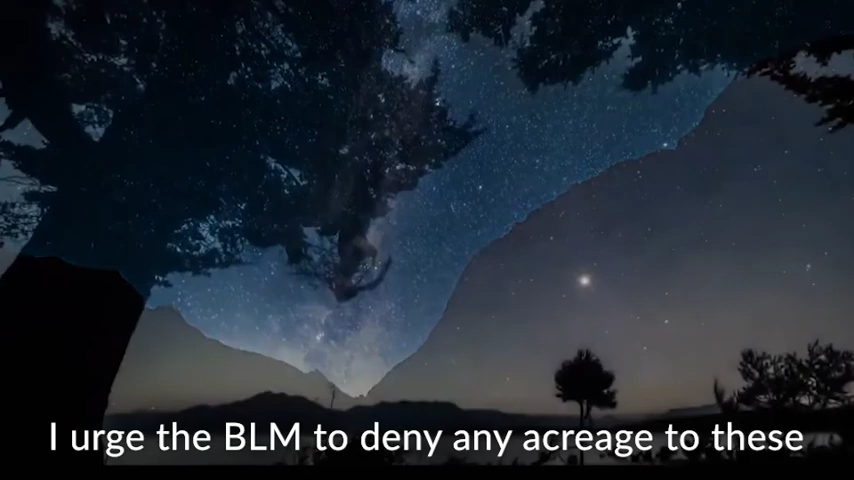 I urge the BLM to deny any acreage to these